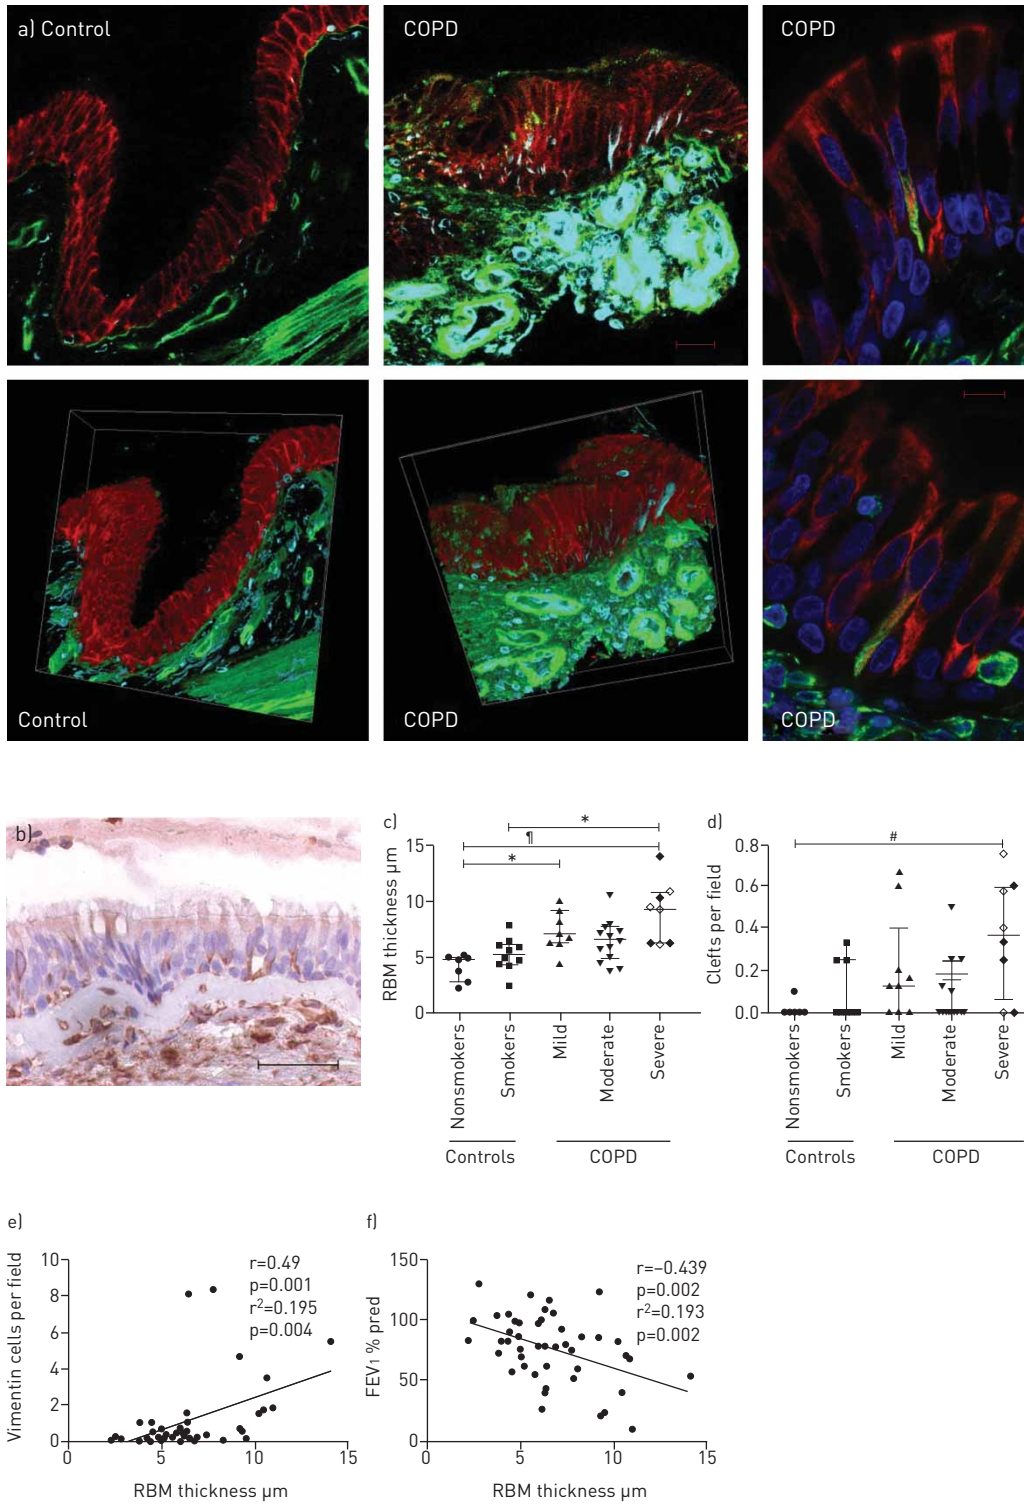 a) Control
COPD
COPD
Control
COPD
COPD
b)
c)
RBM thickness µm
15
10
5
0
*
¶
*
Nonsmokers
Smokers
Mild
Moderate
Severe
Controls
COPD
d)
Clefts per field
0.8
0.6
0.4
0.2
0.0
#
Nonsmokers
Smokers
Mild
Moderate
Severe
Controls
COPD
e)
Vimentin cells per field
10
8
6
4
2
0
r=0.49
p=0.001
r²=0.195
p=0.004
0
5
10
15
RBM thickness µm
f)
FEV1 % pred
150
100
50
0
r=−0.439
p=0.002
r²=0.193
p=0.002
0
5
10
15
RBM thickness µm